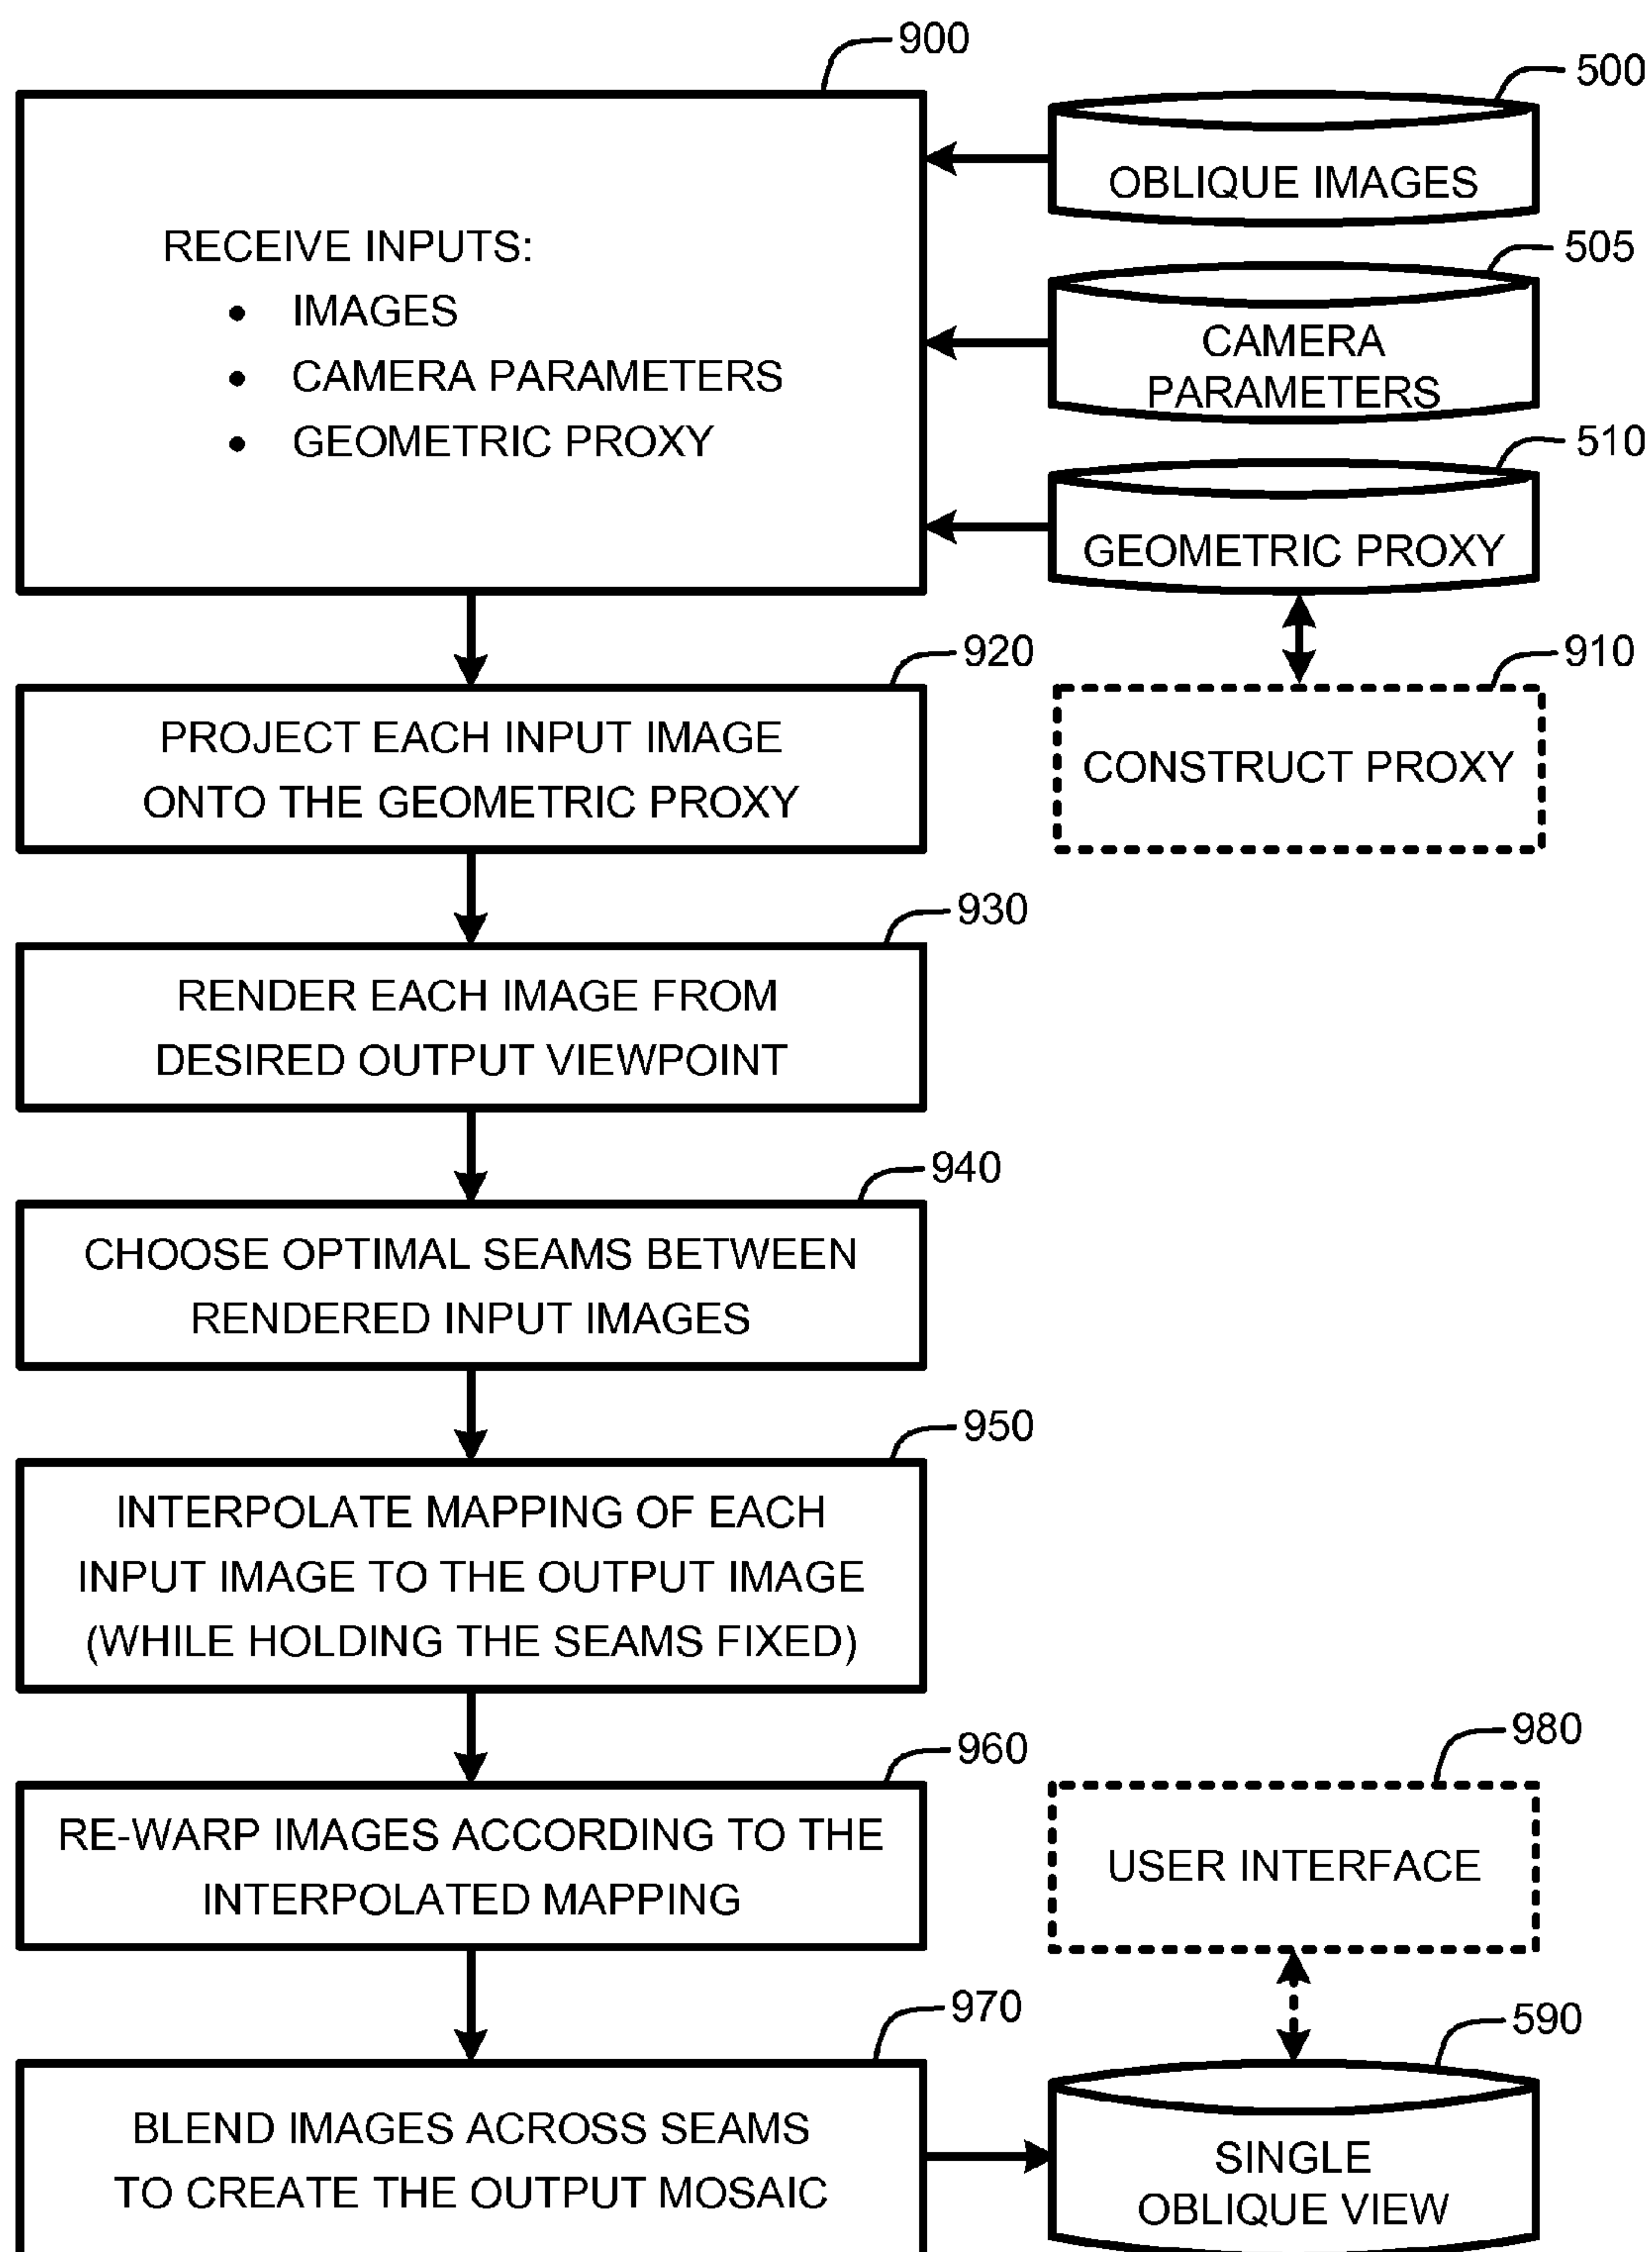 900
500
OBLIQUE IMAGES
RECEIVE INPUTS:
• IMAGES
• CAMERA PARAMETERS
• GEOMETRIC PROXY
505
CAMERA
PARAMETERS
510
GEOMETRIC PROXY
920
PROJECT EACH INPUT IMAGE
ONTO THE GEOMETRIC PROXY
910
CONSTRUCT PROXY
930
RENDER EACH IMAGE FROM
DESIRED OUTPUT VIEWPOINT
940
CHOOSE OPTIMAL SEAMS BETWEEN
RENDERED INPUT IMAGES
950
INTERPOLATE MAPPING OF EACH
INPUT IMAGE TO THE OUTPUT IMAGE
(WHILE HOLDING THE SEAMS FIXED)
960
RE-WARP IMAGES ACCORDING TO THE
INTERPOLATED MAPPING
980
USER INTERFACE
970
BLEND IMAGES ACROSS SEAMS
TO CREATE THE OUTPUT MOSAIC
590
SINGLE
OBLIQUE VIEW